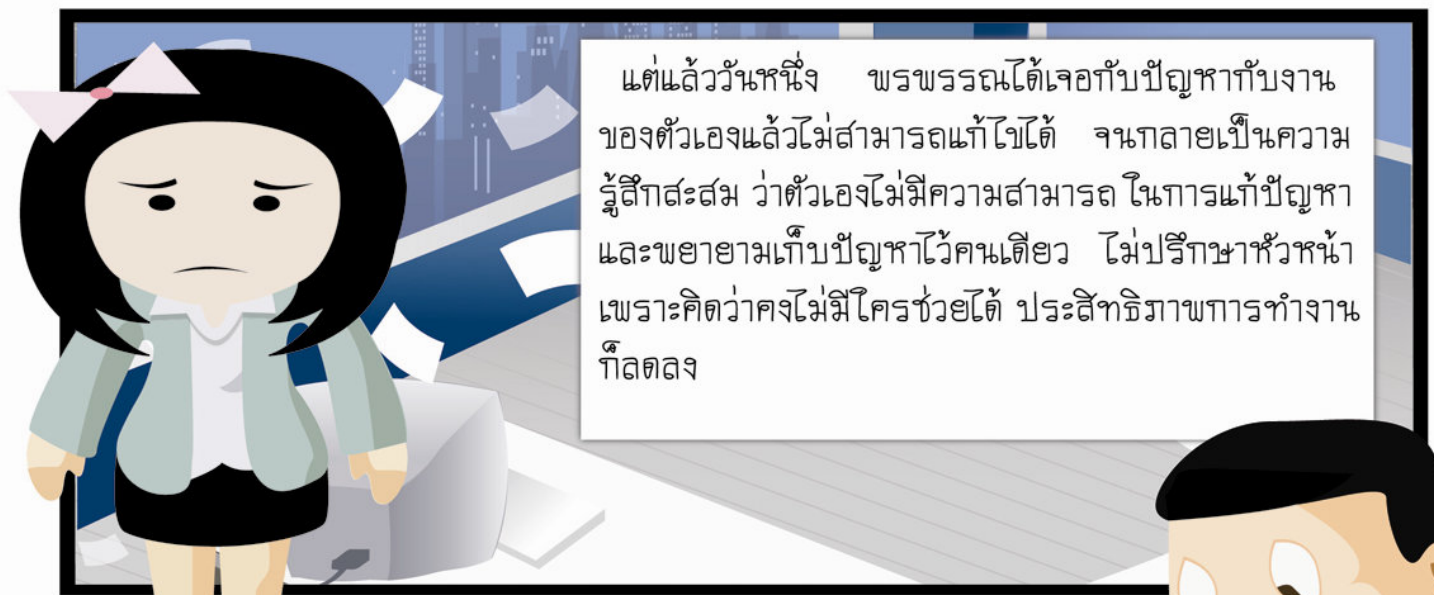 แต่แล้ววันหนึ่ง พรพรรณได้เจอกับปัญหากับงาน
ของตัวเองแล้วไม่สามารถแก้ไขได้ จนกลายเป็นความ
รู้สึกสะสม ว่าตัวเองไม่มีความสามารถ ในการแก้ปัญหา
และพยายามเก็บปัญหาไว้คนเดียว ไม่ปรึกษาหัวหน้า
เพราะคิดว่าคงไม่มีใครช่วยได้ ประสิทธิภาพการทำงาน
ก็ลดลง